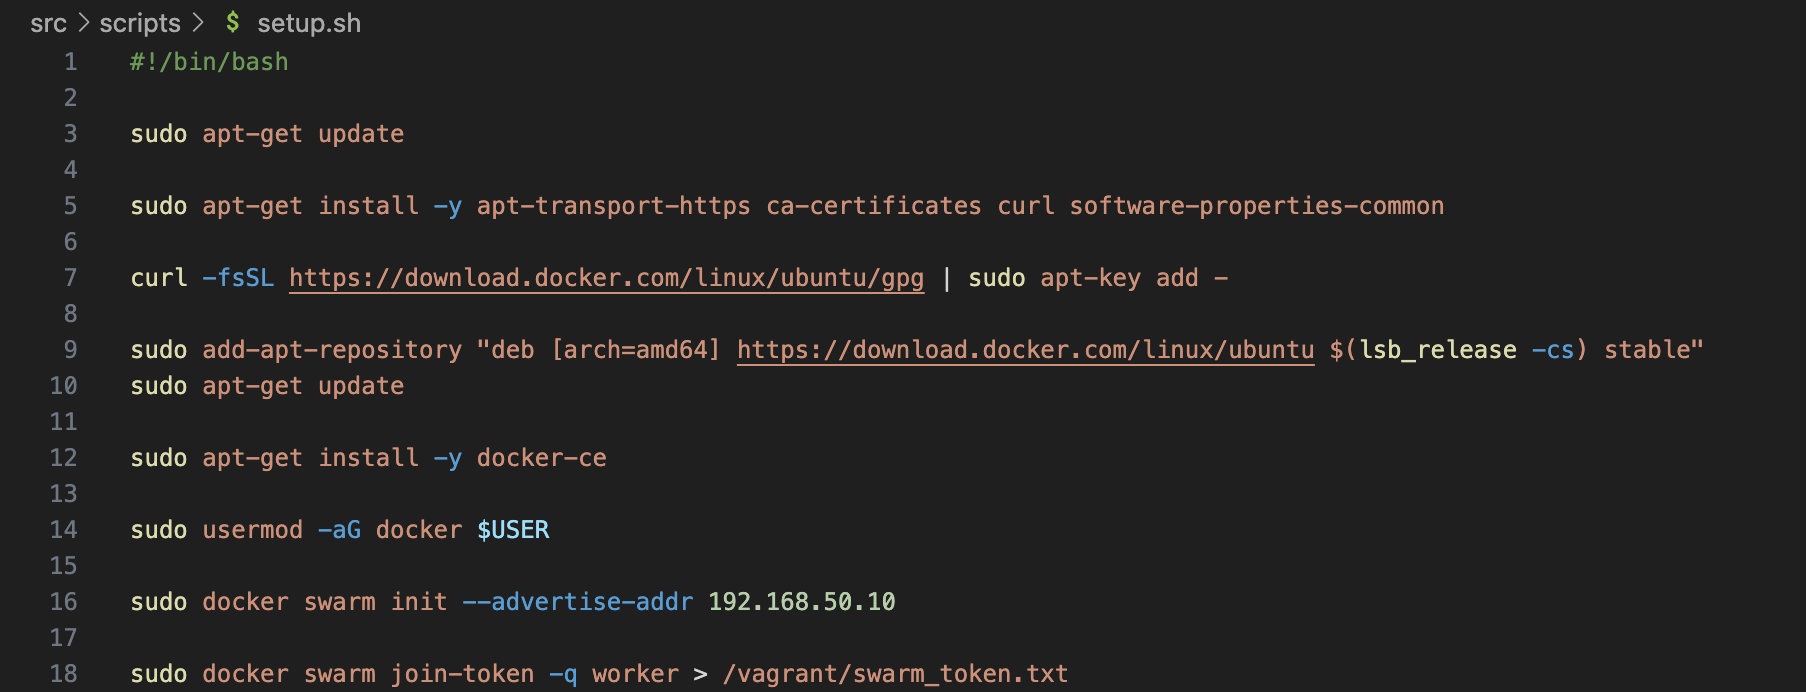 src > scripts > $ setup.sh
1 #!/bin/bash
2
3 sudo apt-get update
4
5 sudo apt-get install -y apt-transport-https ca-certificates curl software-properties-common
6
7 curl -fsSL https://download.docker.com/linux/ubuntu/gpg | sudo apt-key add -
8
9 sudo add-apt-repository "deb [arch=amd64] https://download.docker.com/linux/ubuntu $(lsb_release -cs) stable"
10 sudo apt-get update
11
12 sudo apt-get install -y docker-ce
13
14 sudo usermod -aG docker $USER
15
16 sudo docker swarm init --advertise-addr 192.168.50.10
17
18 sudo docker swarm join-token -q worker > /vagrant/swarm_token.txt